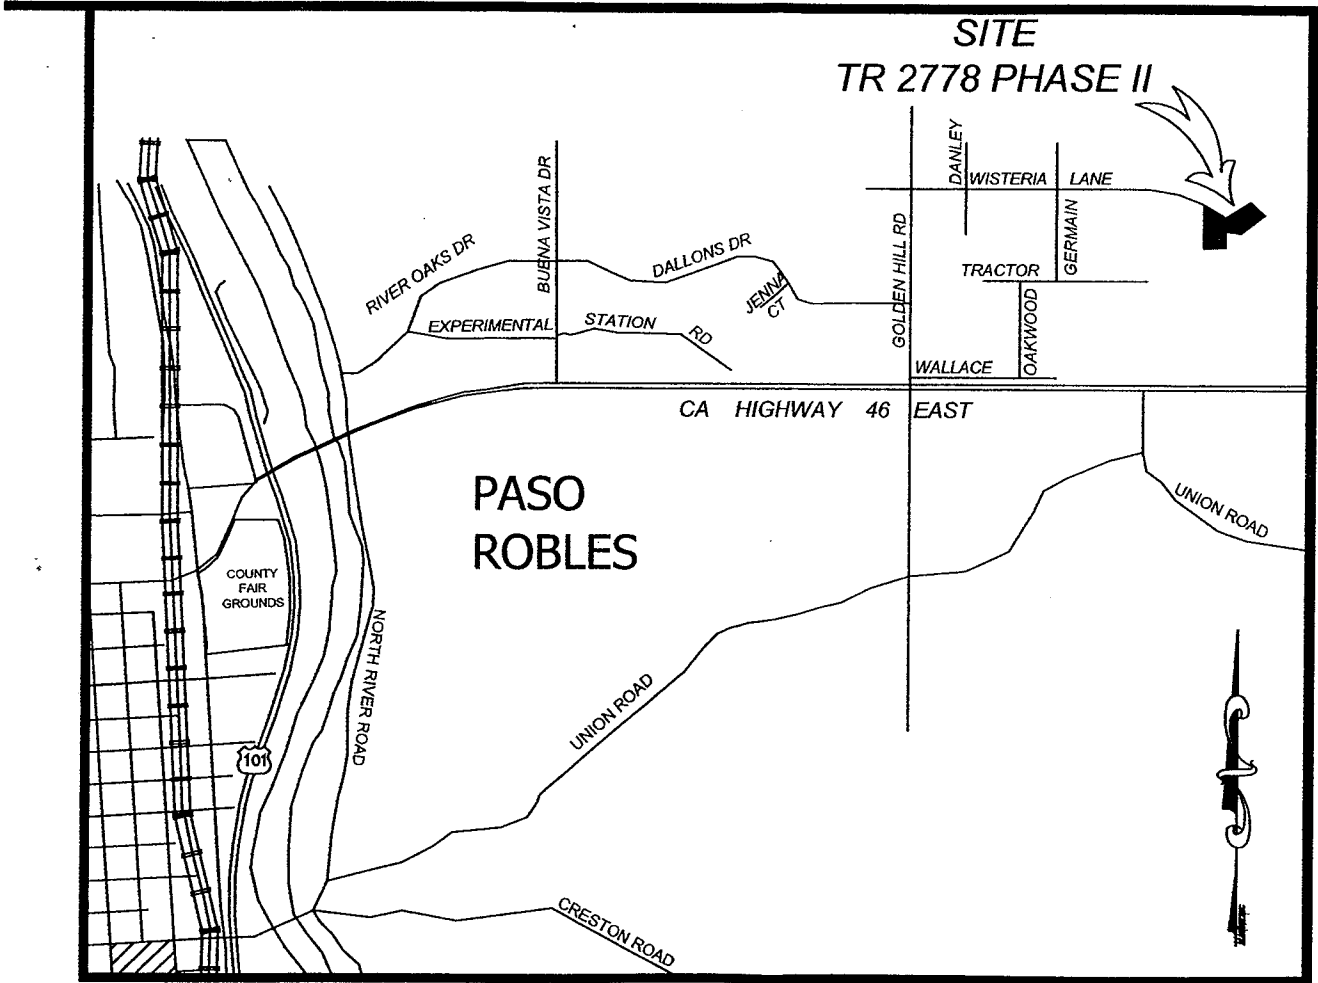 SITE
TR 2778 PHASE II
DANLEY
WISTERIA LANE
BUENA VISTA DR
GOLDEN HILL RD
GERMAIN
RIVER OAKS DR
DALLONS DR
TRACTOR
JENNA
CT
OAKWOOD
EXPERIMENTAL STATION RD
WALLACE
CA HIGHWAY 46 EAST
PASO
ROBLES
UNION ROAD
COUNTY
FAIR
GROUNDS
NORTH RIVER ROAD
UNION ROAD
101
CRESTON ROAD